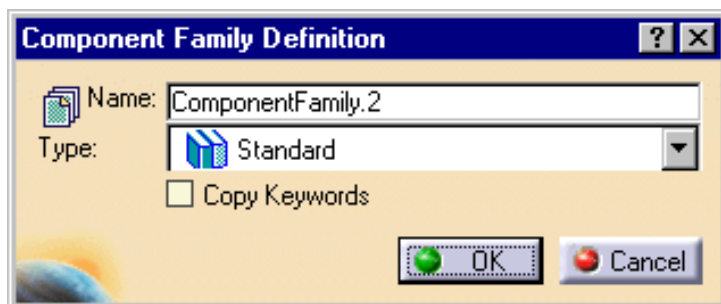 Component Family Definition ?
Name: ComponentFamily.2
Type: Standard
Copy Keywords
OK Cancel